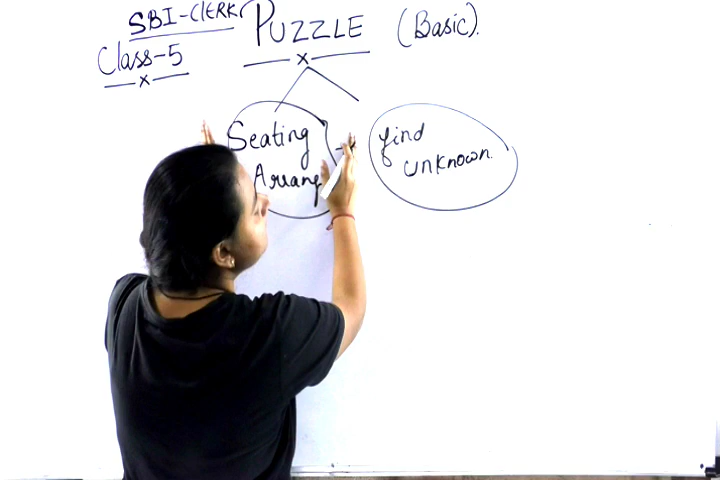 SBI-CLERK
PUZZLE (Basic).
Class-5
x
x
Seating
Arrang
find
unknown.